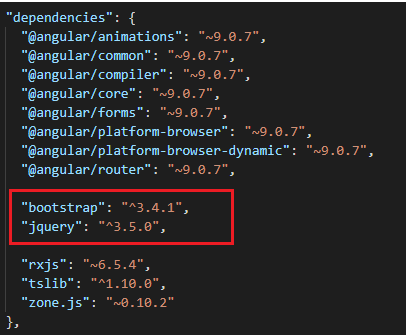 "dependencies": {
"@angular/animations": "~9.0.7",
"@angular/common": "~9.0.7",
"@angular/compiler": "~9.0.7",
"@angular/core": "~9.0.7",
"@angular/forms": "~9.0.7",
"@angular/platform-browser": "~9.0.7",
"@angular/platform-browser-dynamic": "~9.0.7",
"@angular/router": "~9.0.7",
"bootstrap": "^3.4.1",
"jquery": "^3.5.0",
"rxjs": "~6.5.4",
"tslib": "^1.10.0",
"zone.js": "~0.10.2"
},